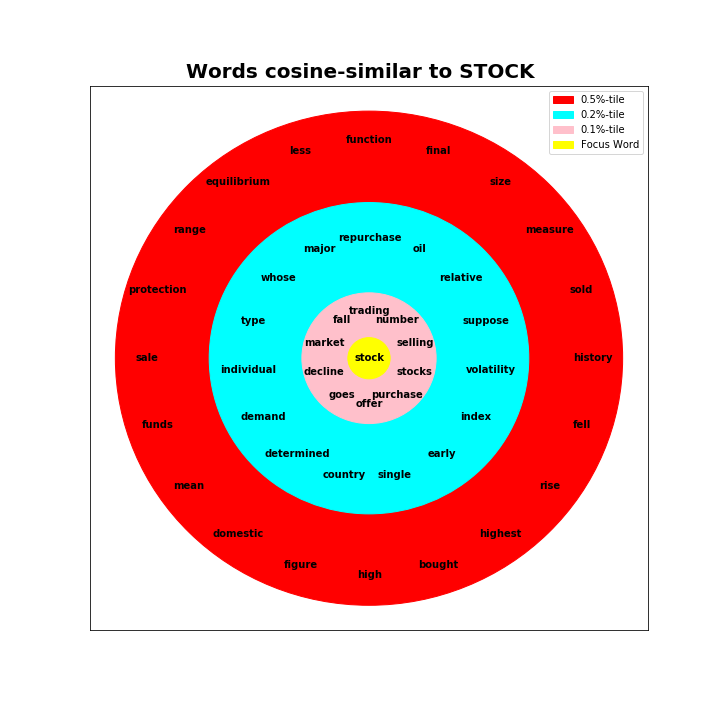 Words cosine-similar to STOCK
0.5%-tile
0.2%-tile
0.1%-tile
Focus Word
function
less
final
equilibrium
size
range
measure
protection
sold
sale
history
funds
fell
mean
rise
domestic
highest
figure
bought
high
repurchase
major
oil
whose
relative
type
suppose
individual
volatility
demand
index
determined
early
country
single
trading
fall
number
market
selling
stock
decline
stocks
goes
purchase
offer